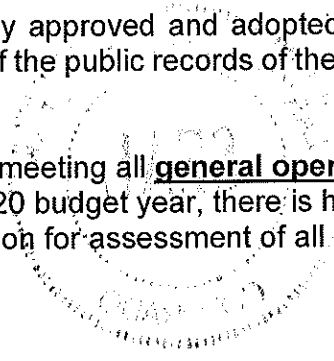 y approved and adopted
f the public records of the
meeting all general oper
20 budget year, there is h
on for assessment of all